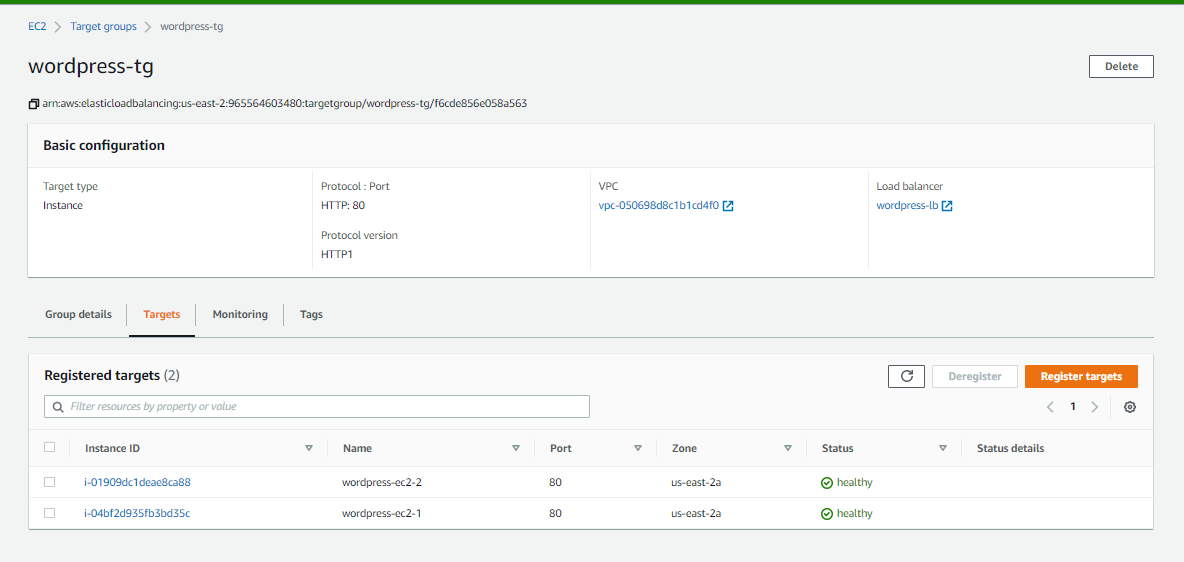 EC2 > Target groups > wordpress-tg
wordpress-tg
Delete
arn:aws:elasticloadbalancing:us-east-2:965564603480:targetgroup/wordpress-tg/f6cde856e058a563
Basic configuration
Target type
Instance
Protocol : Port
HTTP: 80
Protocol version
HTTP1
VPC
vpc-050698d8c1b1cd4f0
Load balancer
wordpress-lb
Group details
Targets
Monitoring
Tags
Registered targets (2)
Deregister
Register targets
Filter resources by property or value
1
Instance ID Name Port Zone Status Status details
i-01909dc1deae8ca88 wordpress-ec2-2 80 us-east-2a healthy
i-04bf2d935fb3bd35c wordpress-ec2-1 80 us-east-2a healthy